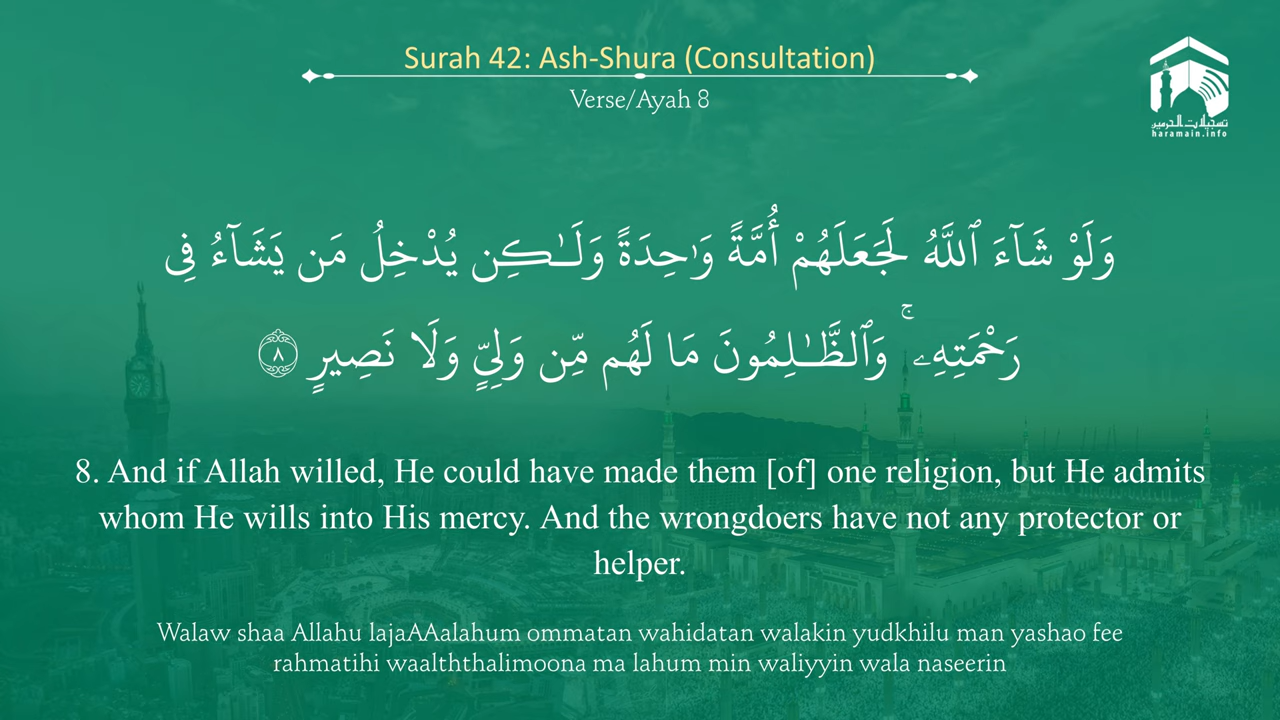 Surah 42: Ash-Shura (Consultation)
Verse/Ayah 8
تسجيلات الحرمين
haramain.info
وَلَوْ شَآءَ ٱللَّهُ لَجَعَلَهُمْ أُمَّةً وَٰحِدَةً وَلَـٰكِن يُدْخِلُ مَن يَشَآءُ فِى
رَحْمَتِهِۦ ۚ وَٱلظَّـٰلِمُونَ مَا لَهُم مِّن وَلِىٍّ وَلَا نَصِيرٍ ٨
8. And if Allah willed, He could have made them [of] one religion, but He admits
whom He wills into His mercy. And the wrongdoers have not any protector or
helper.
Walaw shaa Allahu lajaAAalahum ommatan wahidatan walakin yudkhilu man yashao fee
rahmatihi waalththalimoona ma lahum min waliyyin wala naseerin